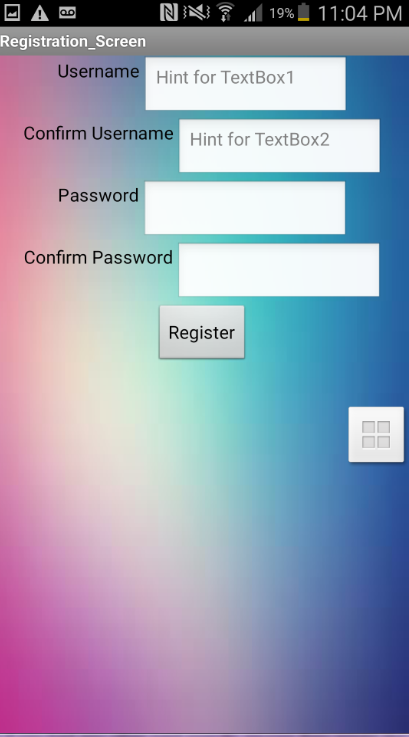 19% 11:04 PM
Registration_Screen
Username Hint for TextBox1
Confirm Username Hint for TextBox2
Password
Confirm Password
Register